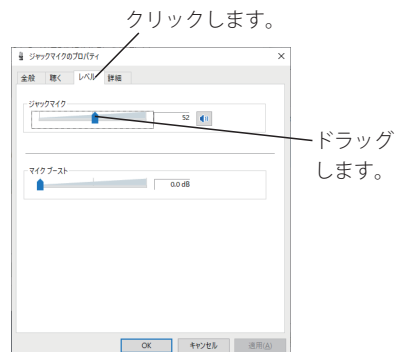 クリックします。
ジャックマイクのプロパティ
全般 聴く レベル 詳細
ジャックマイク
52
ドラッグ
します。
マイク ブースト
0.0 dB
OK キャンセル 適用(A)